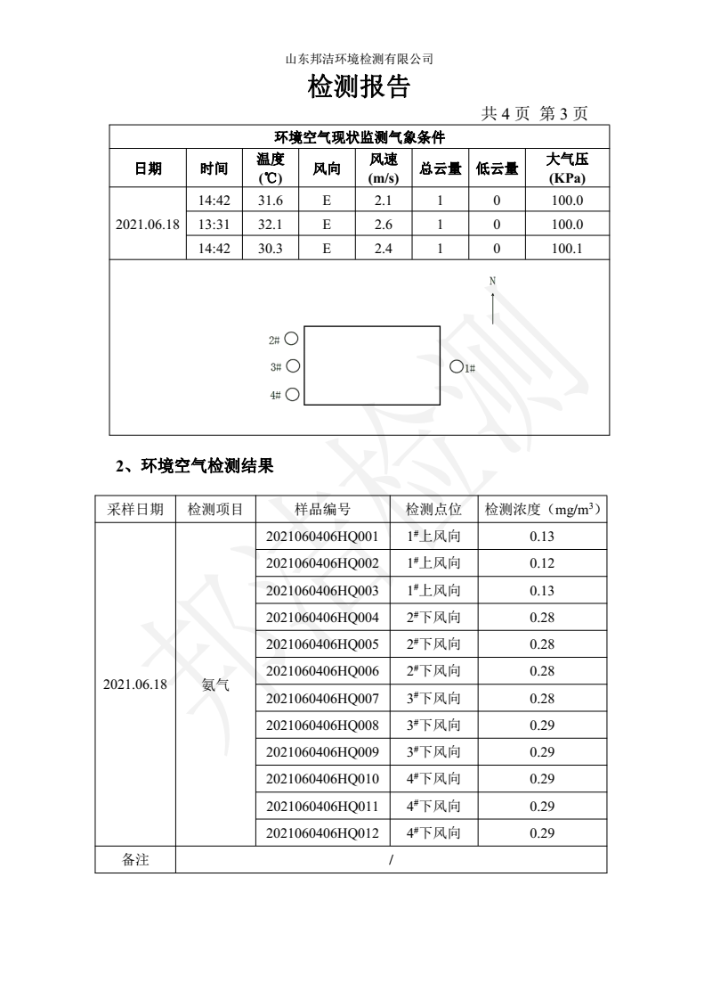 山东邦洁环境检测有限公司
检测报告
共 4 页 第 3 页
环境空气现状监测气象条件
日期 时间 温度(℃) 风向 风速(m/s) 总云量 低云量 大气压(KPa)
2021.06.18
14:42 31.6 E 2.1 1 0 100.0
13:31 32.1 E 2.6 1 0 100.0
14:42 30.3 E 2.4 1 0 100.1
N
2#
3# 1#
4#
2、环境空气检测结果
采样日期 检测项目 样品编号 检测点位 检测浓度（mg/m³）
2021.06.18 氨气
2021060406HQ001 1#上风向 0.13
2021060406HQ002 1#上风向 0.12
2021060406HQ003 1#上风向 0.13
2021060406HQ004 2#下风向 0.28
2021060406HQ005 2#下风向 0.28
2021060406HQ006 2#下风向 0.28
2021060406HQ007 3#下风向 0.28
2021060406HQ008 3#下风向 0.29
2021060406HQ009 3#下风向 0.29
2021060406HQ010 4#下风向 0.29
2021060406HQ011 4#下风向 0.29
2021060406HQ012 4#下风向 0.29
备注 /
邦洁检测